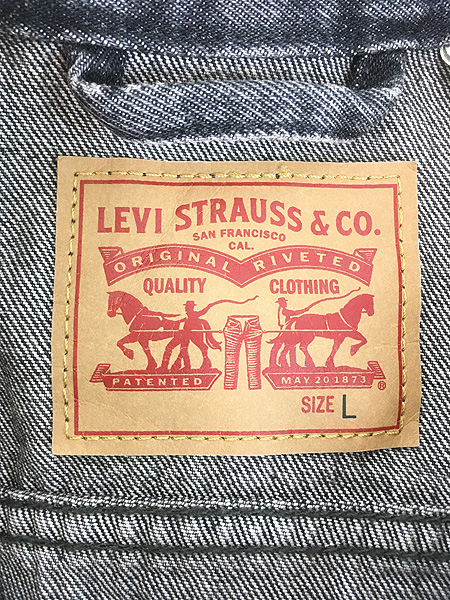 LEVI STRAUSS & CO.
SAN FRANCISCO
CAL.
ORIGINAL RIVETED
QUALITY CLOTHING
PATENTED MAY 20 1873 ®
SIZE L